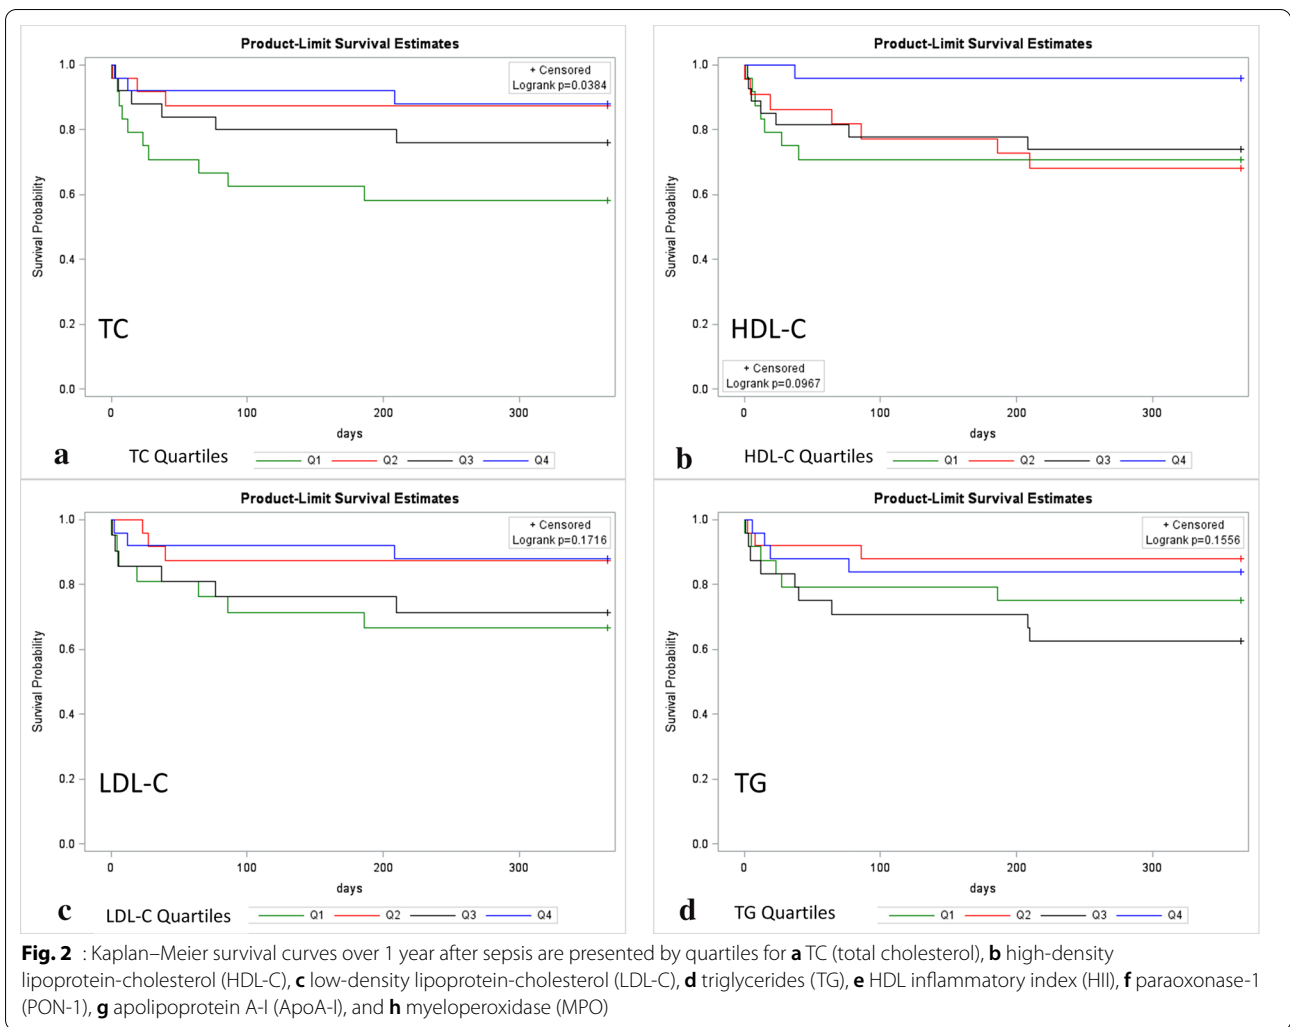 Product-Limit Survival Estimates
+ Censored
Logrank p=0.0384
Survival Probability
1.0
0.8
0.6
0.4
0.2
0.0
TC
0 100 200 300
days
a TC Quartiles Q1 Q2 Q3 Q4
Product-Limit Survival Estimates
Survival Probability
1.0
0.8
0.6
0.4
0.2
0.0
HDL-C
+ Censored
Logrank p=0.0967
0 100 200 300
days
b HDL-C Quartiles Q1 Q2 Q3 Q4
Product-Limit Survival Estimates
+ Censored
Logrank p=0.1716
Survival Probability
1.0
0.8
0.6
0.4
0.2
0.0
LDL-C
0 100 200 300
days
c LDL-C Quartiles Q1 Q2 Q3 Q4
Product-Limit Survival Estimates
+ Censored
Logrank p=0.1556
Survival Probability
1.0
0.8
0.6
0.4
0.2
0.0
TG
0 100 200 300
days
d TG Quartiles Q1 Q2 Q3 Q4
Fig. 2 : Kaplan–Meier survival curves over 1 year after sepsis are presented by quartiles for a TC (total cholesterol), b high-density
lipoprotein-cholesterol (HDL-C), c low-density lipoprotein-cholesterol (LDL-C), d triglycerides (TG), e HDL inflammatory index (HII), f paraoxonase-1
(PON-1), g apolipoprotein A-I (ApoA-I), and h myeloperoxidase (MPO)